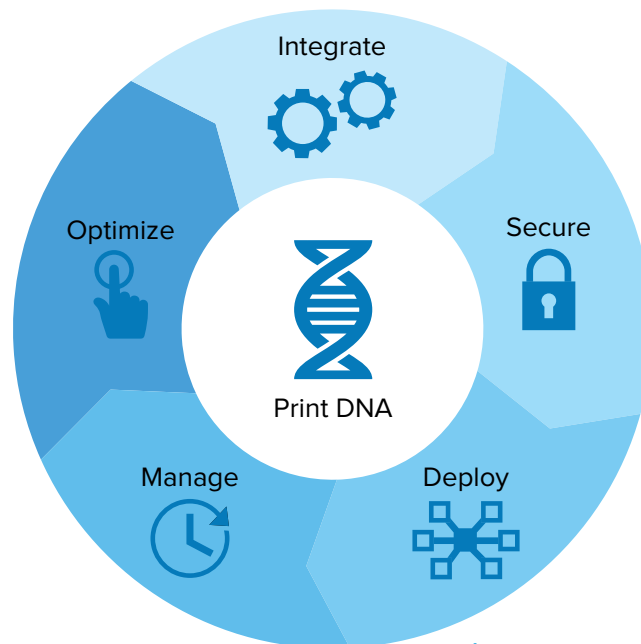 Integrate
Secure
Deploy
Manage
Optimize
Print DNA